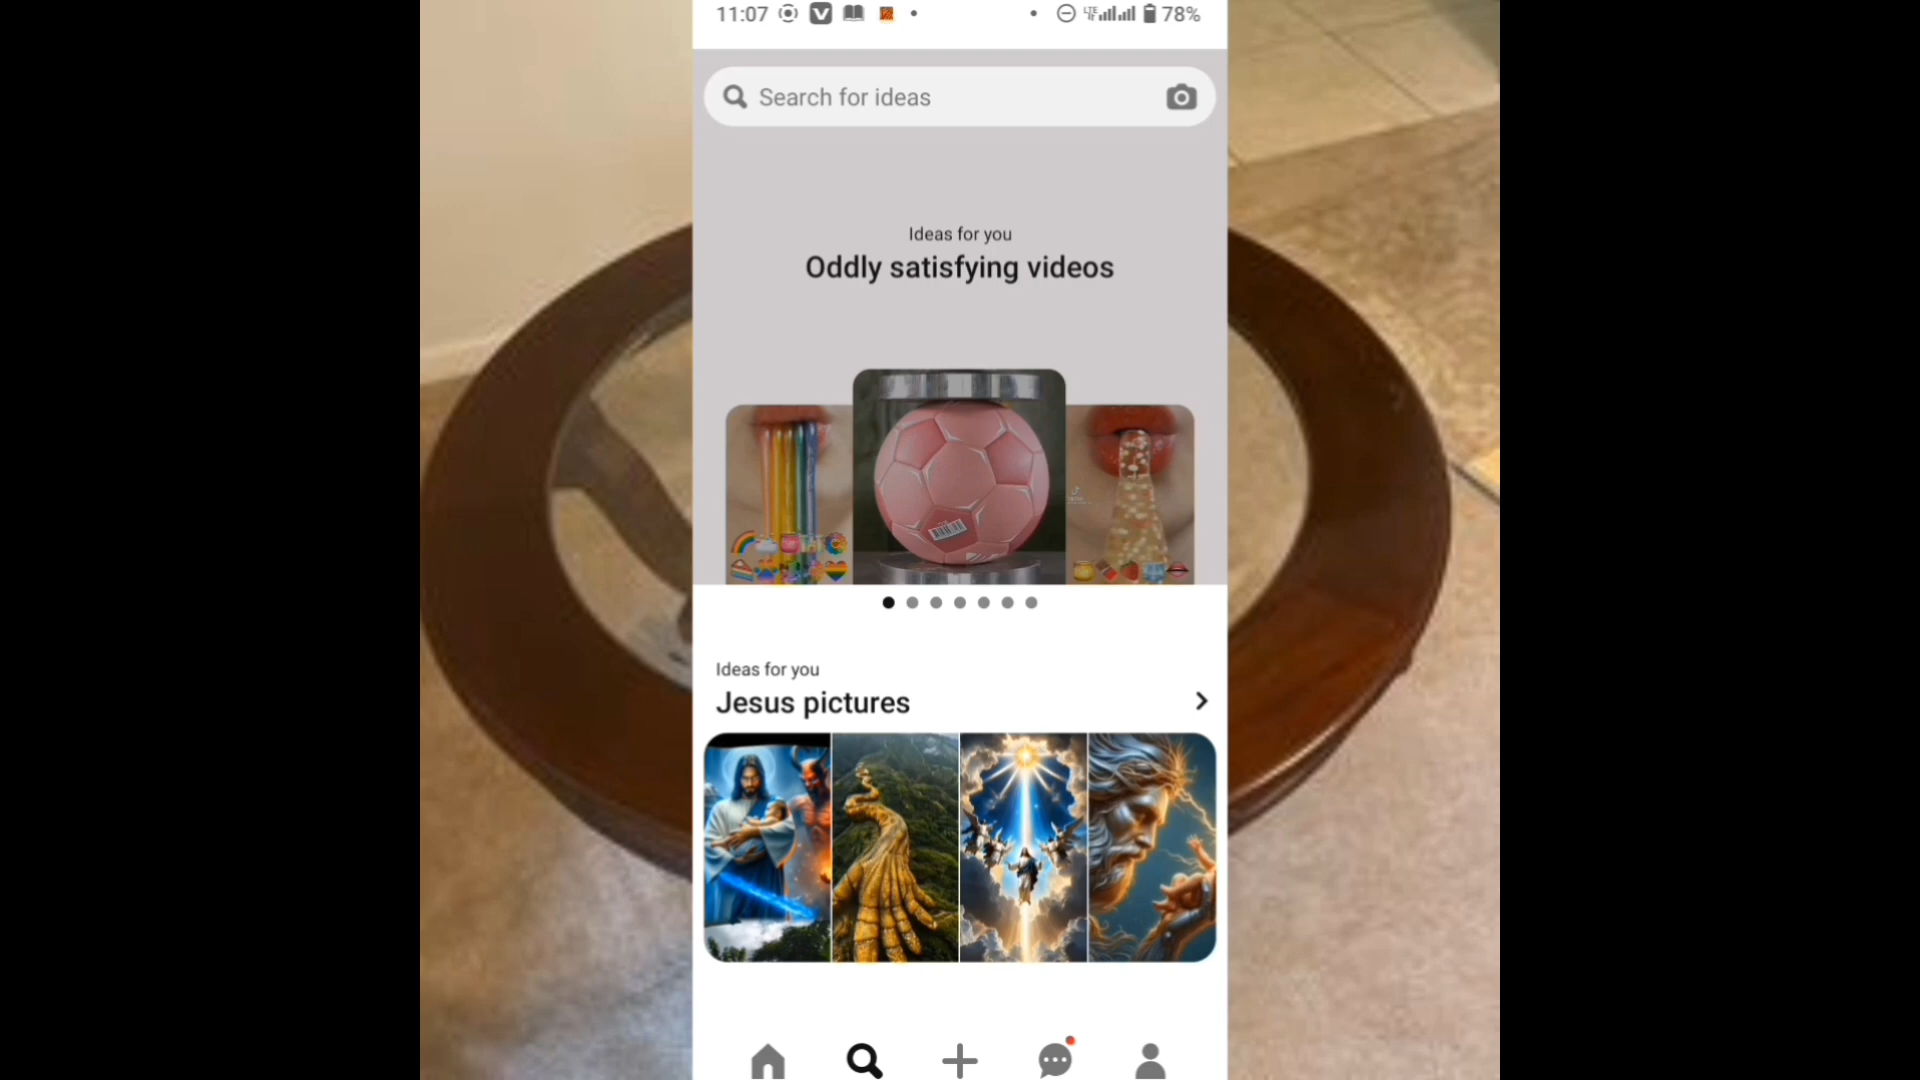 11:07
78%
Search for ideas
Ideas for you
Oddly satisfying videos
Ideas for you
Jesus pictures